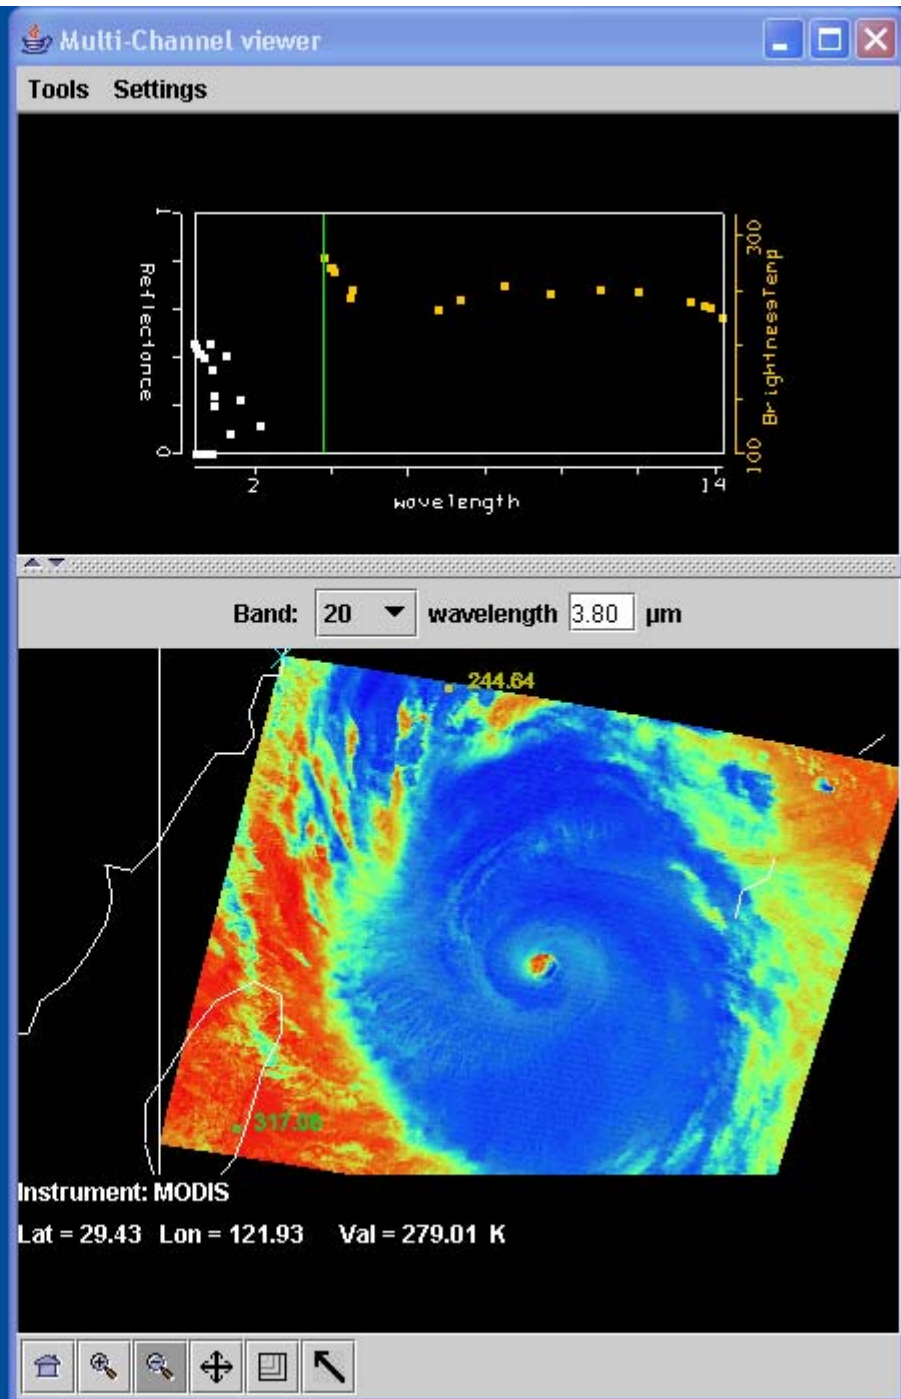 Multi-Channel viewer
Tools Settings
1
Reflectance
0
300
BrightnessTemp
100
2
14
wavelength
Band: 20 wavelength 3.80 µm
244.64
317.08
Instrument: MODIS
Lat = 29.43 Lon = 121.93 Val = 279.01 K